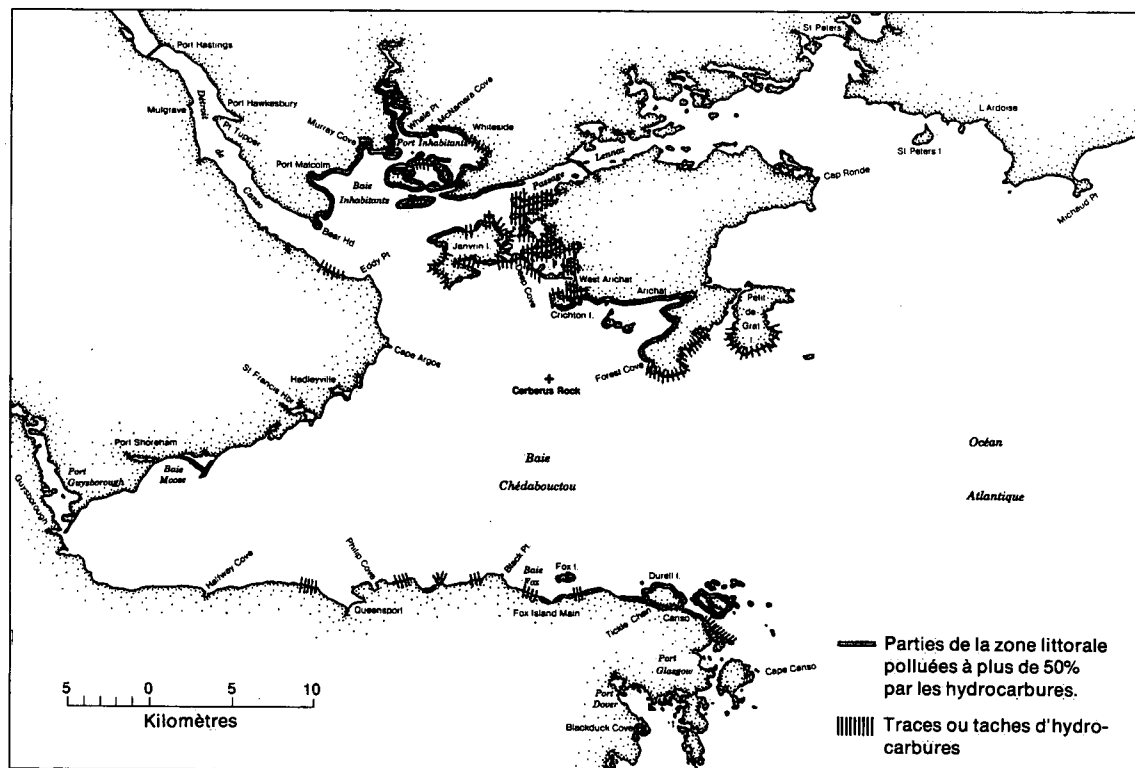 Port Hastings
St Peters
Détroit de Canso
Mulgrave
Port Hawkesbury
Pt Tupper
Whale Pt
McNamara Cove
Whiteside
Murray Cove
Port Inhabitants
L Ardoise
St Peters I
Port Malcolm
Baie
Inhabitants
Passage Lennox
Cap Ronde
Michaud Pt
Bear Hd
Eddy Pt
Janvrin I.
West Arichat
Arichat
Petit
de
Grat
Crichton I.
Cape Argos
Forest Cove
Cerberus Rock
Hadleyville
St Francis Hbr
Port Shoreham
Baie
Moose
Port
Guysborough
Guysborough
Baie
Chédabouctou
Océan
Atlantique
Halfway Cove
Philip Cove
Queensport
Black Pt
Baie
Fox
Fox I.
Fox Island Main
Durell I.
Tickle Chan
Canso
Port
Glasgow
Cape Canso
Port
Dover
Blackduck Cove
5 0 5 10
Kilomètres
Parties de la zone littorale
polluées à plus de 50%
par les hydrocarbures.
Traces ou taches d'hydro-
carbures